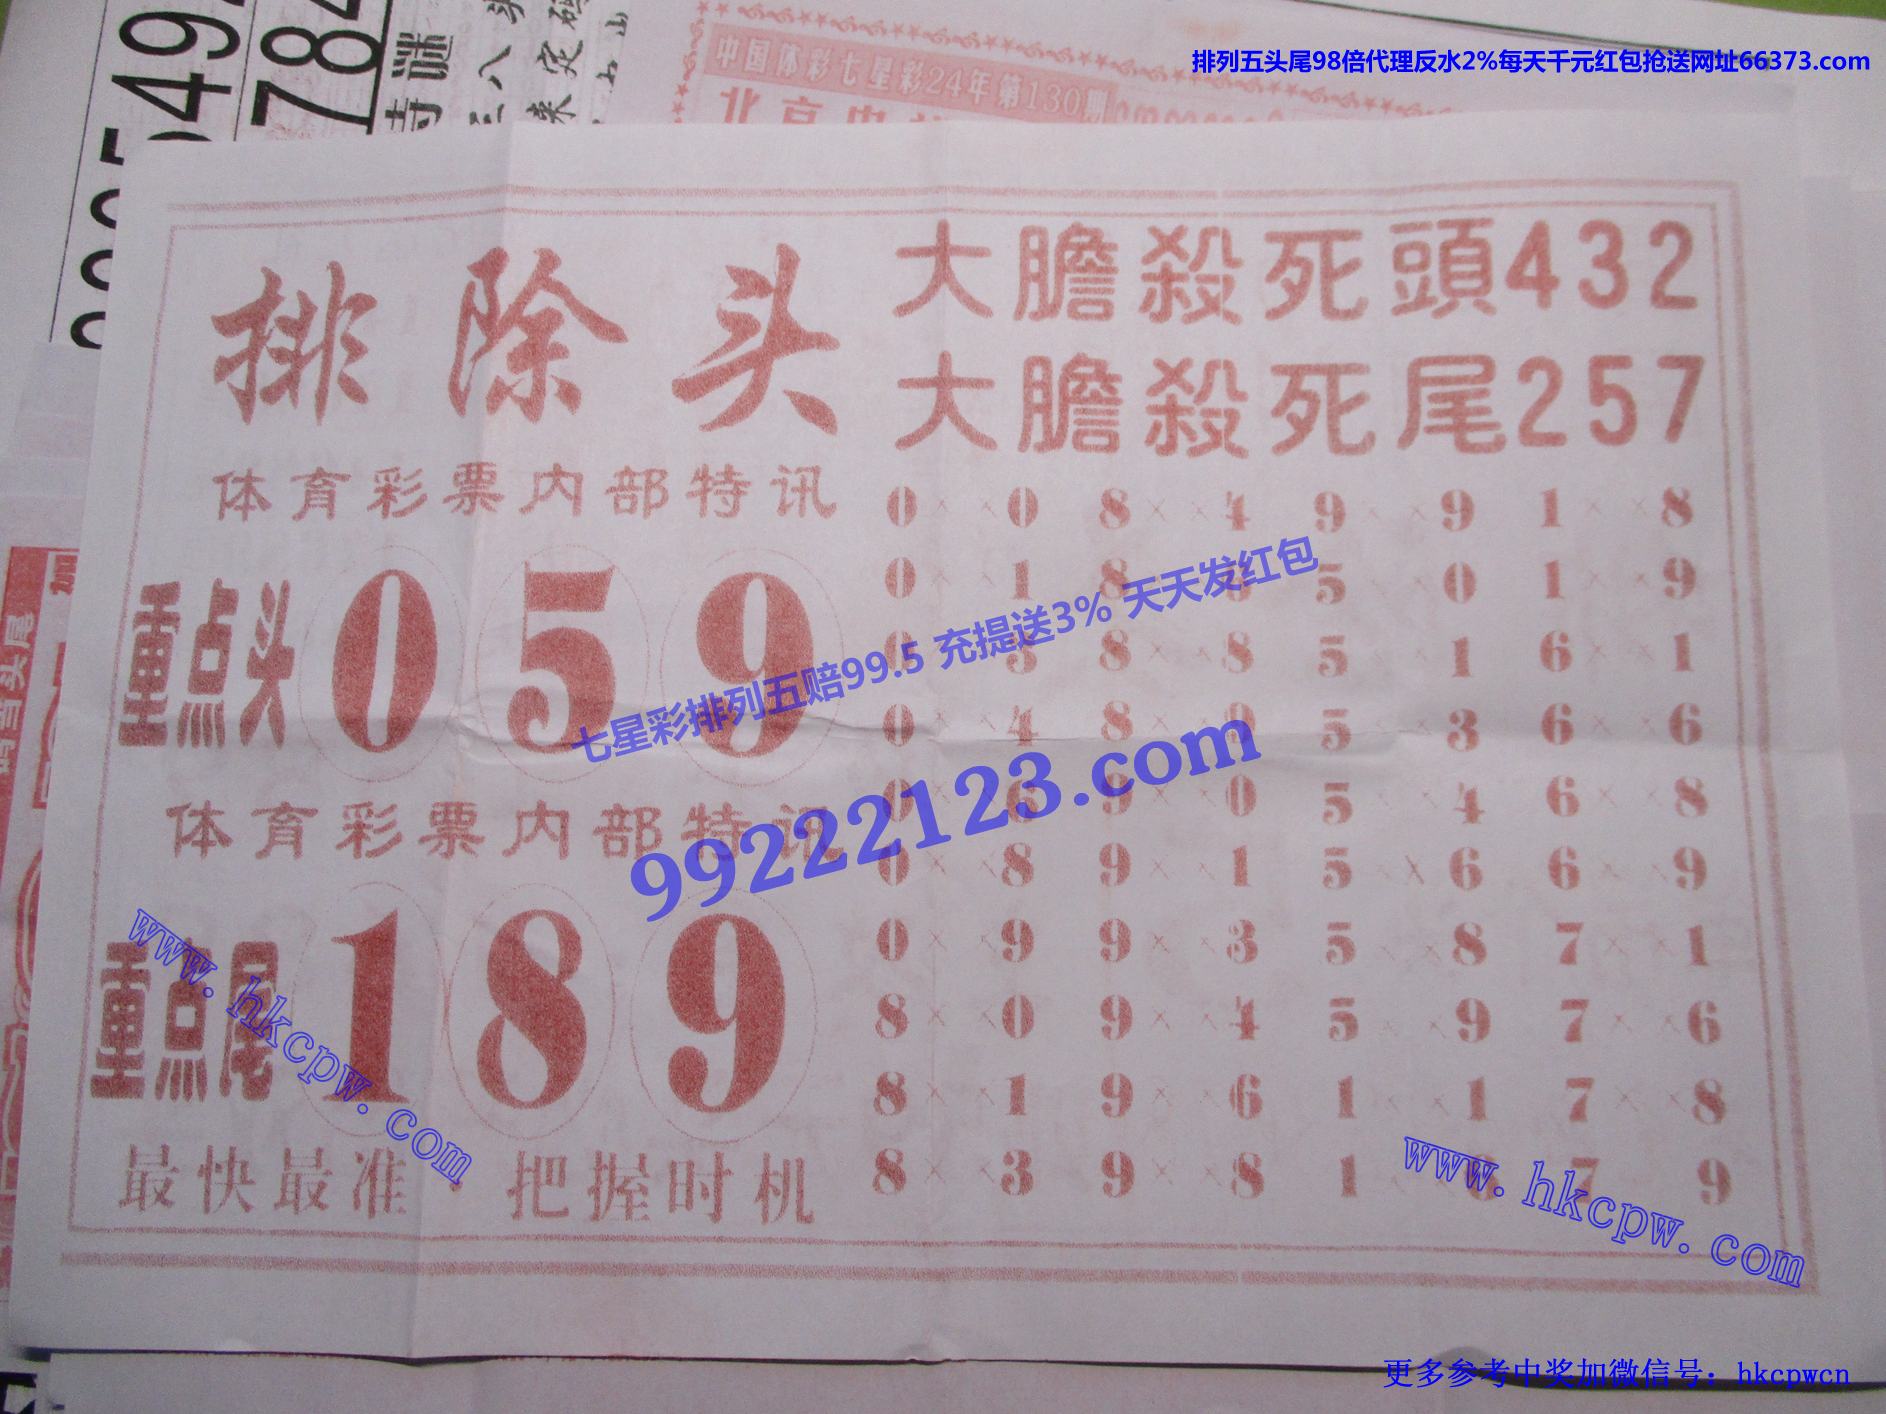 排列五头尾98倍代理反水2%每天千元红包抢送网址66373.com
中国体彩七星彩24年第130期
排除头
大膽殺死頭432
大膽殺死尾257
体育彩票内部特讯
重点头 0 5 9
体育彩票内部特讯
重点尾 1 8 9
最快最准,把握时机
0××0 8××4 9××9 1××8
0××1 8 5 5 0 1 9
0 3 8××8 5 1 6××1
0 4 8 9 5 3 6××6
0 6 9××0 5 4 6××8
0 8 9××1 5××6 6××9
0××9 9××3 5××8 7××1
8××0 9××4 5××9 7××6
8××1 9××6 1××1 7××8
8××3 9××8 1 6 7 9
七星彩排列五赔99.5 充提送3% 天天发红包
99222123.com
www.hkcpw.com
www.hkcpw.com
更多参考中奖加微信号：hkcpwcn